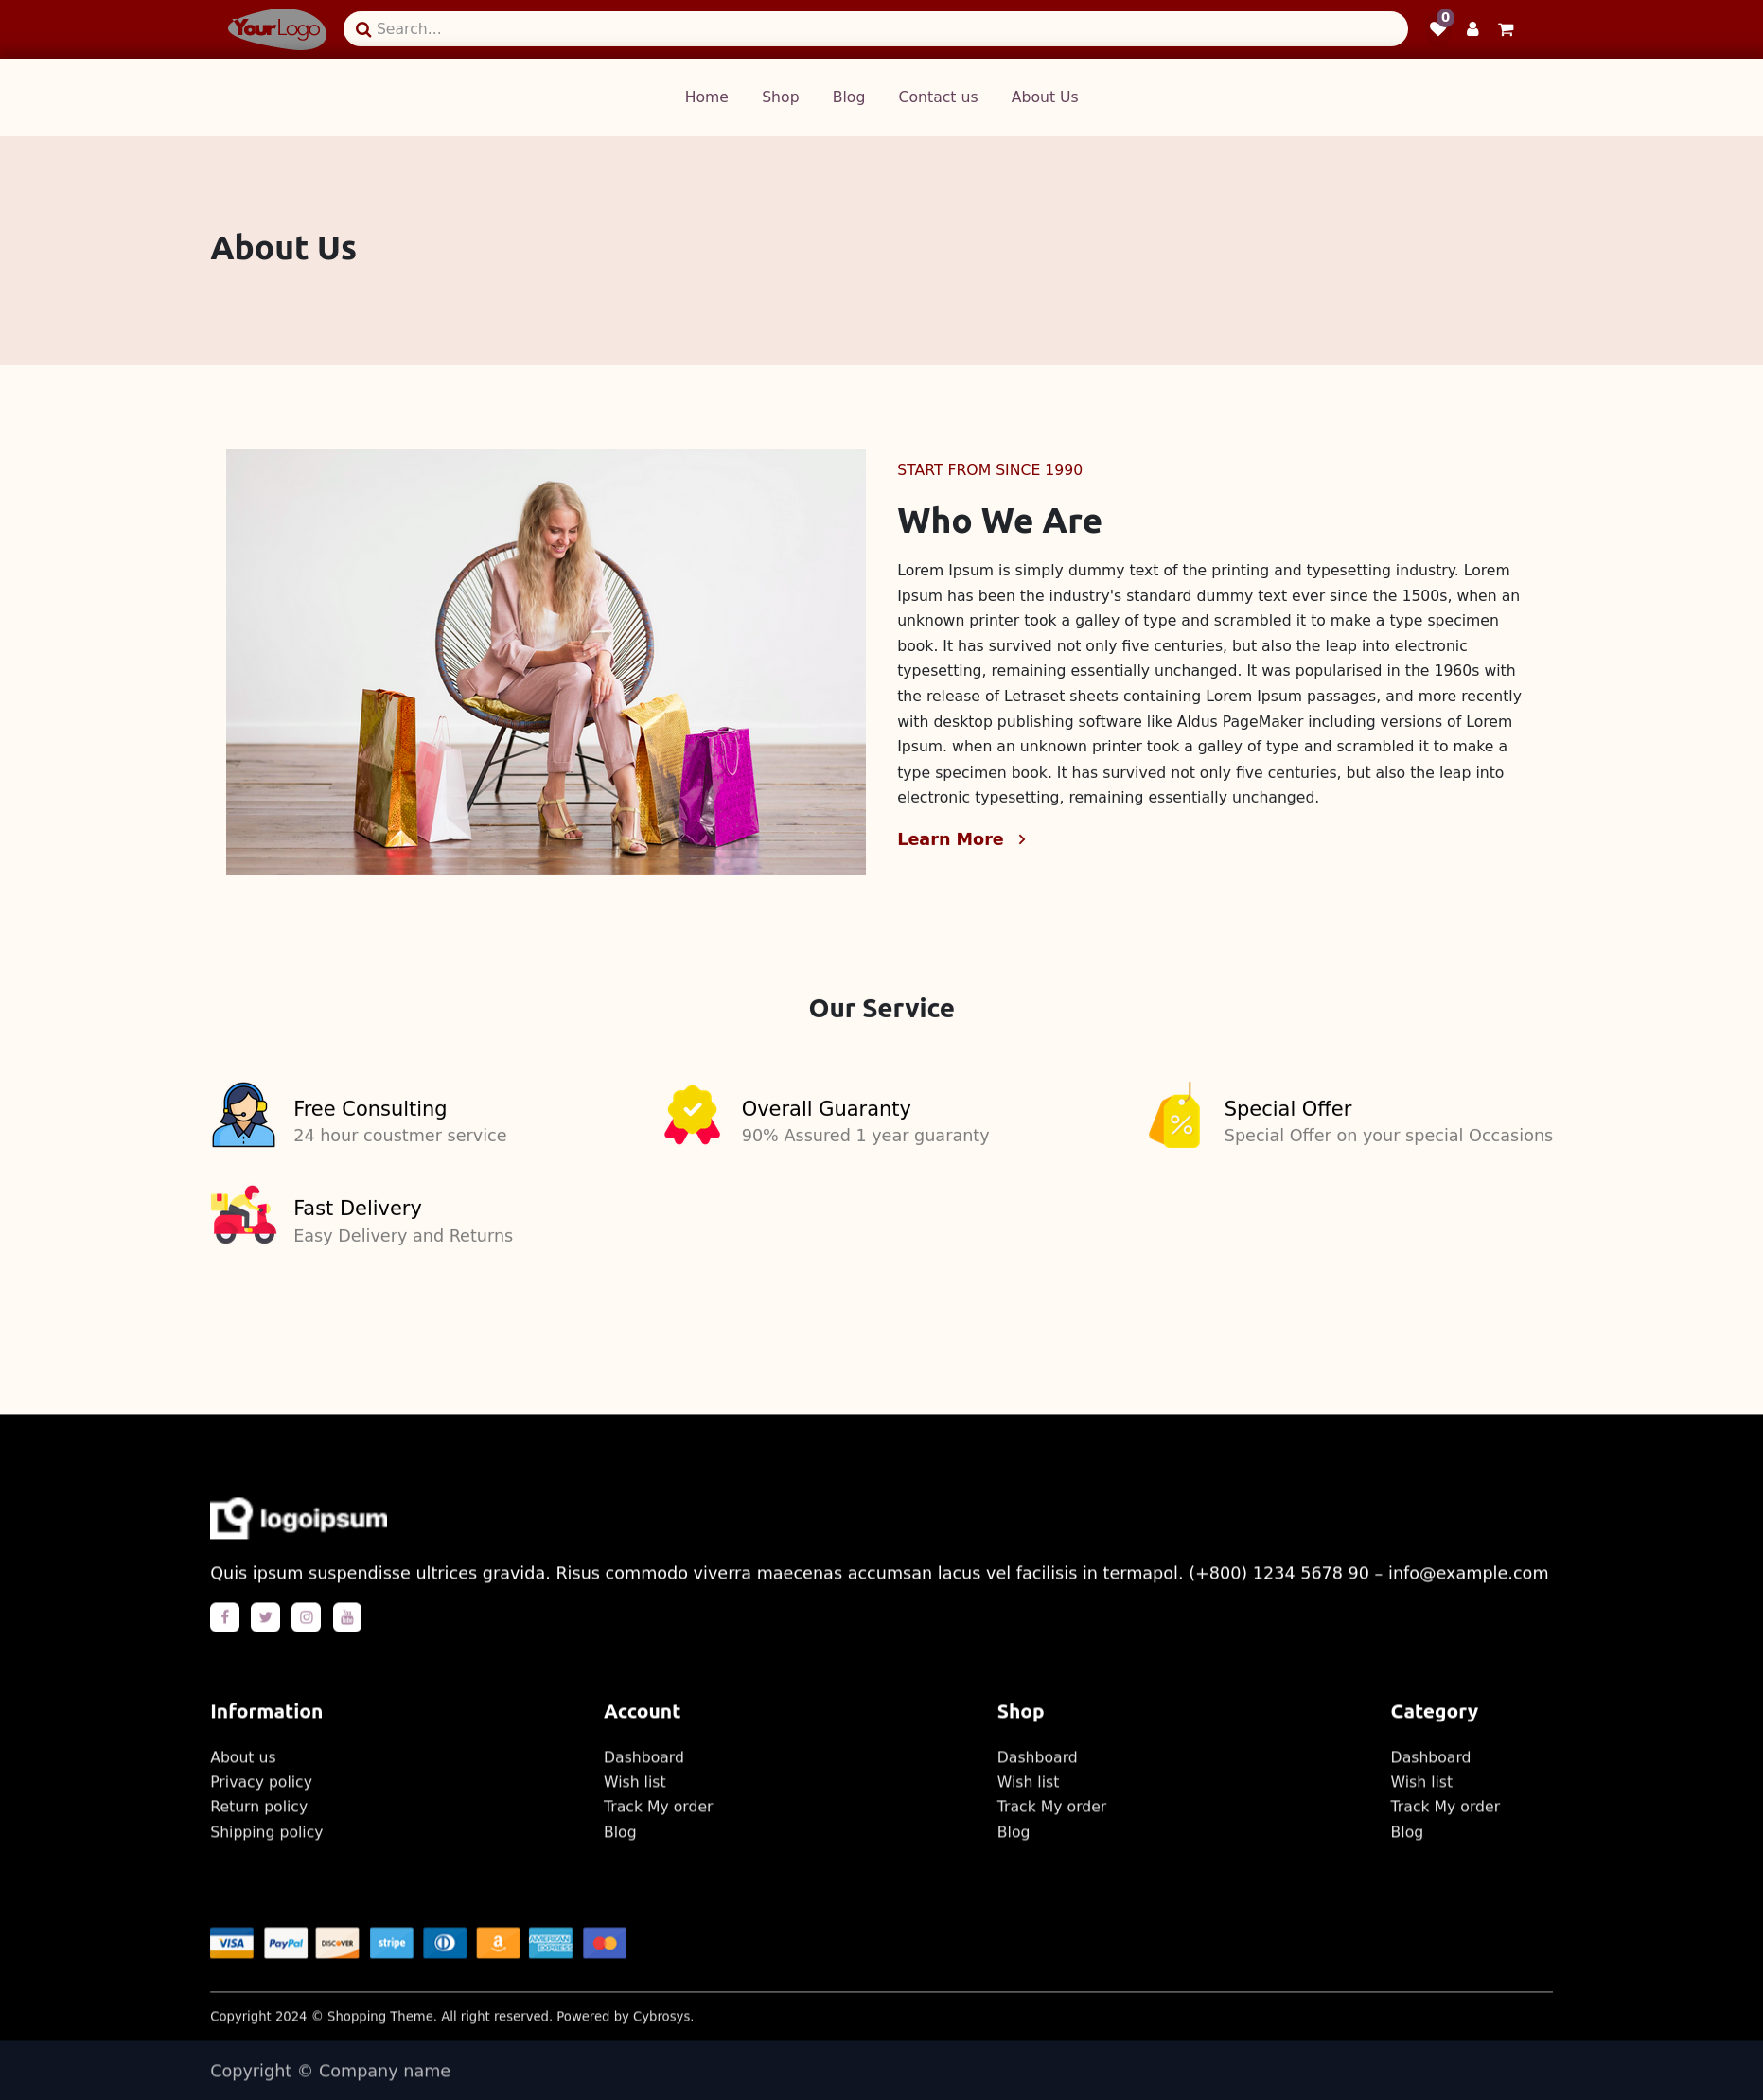 YourLogo
Search...
0
Home Shop Blog Contact us About Us
About Us
START FROM SINCE 1990
Who We Are
Lorem Ipsum is simply dummy text of the printing and typesetting industry. Lorem
Ipsum has been the industry's standard dummy text ever since the 1500s, when an
unknown printer took a galley of type and scrambled it to make a type specimen
book. It has survived not only five centuries, but also the leap into electronic
typesetting, remaining essentially unchanged. It was popularised in the 1960s with
the release of Letraset sheets containing Lorem Ipsum passages, and more recently
with desktop publishing software like Aldus PageMaker including versions of Lorem
Ipsum. when an unknown printer took a galley of type and scrambled it to make a
type specimen book. It has survived not only five centuries, but also the leap into
electronic typesetting, remaining essentially unchanged.
Learn More
Our Service
Free Consulting
24 hour coustmer service
Overall Guaranty
90% Assured 1 year guaranty
%
Special Offer
Special Offer on your special Occasions
Fast Delivery
Easy Delivery and Returns
logoipsum
Quis ipsum suspendisse ultrices gravida. Risus commodo viverra maecenas accumsan lacus vel facilisis in termapol. (+800) 1234 5678 90 – info@example.com
You Tube
Information
About us
Privacy policy
Return policy
Shipping policy
Account
Dashboard
Wish list
Track My order
Blog
Shop
Dashboard
Wish list
Track My order
Blog
Category
Dashboard
Wish list
Track My order
Blog
VISA PayPal DISCOVER stripe a AMERICAN EXPRESS
Copyright 2024 © Shopping Theme. All right reserved. Powered by Cybrosys.
Copyright © Company name